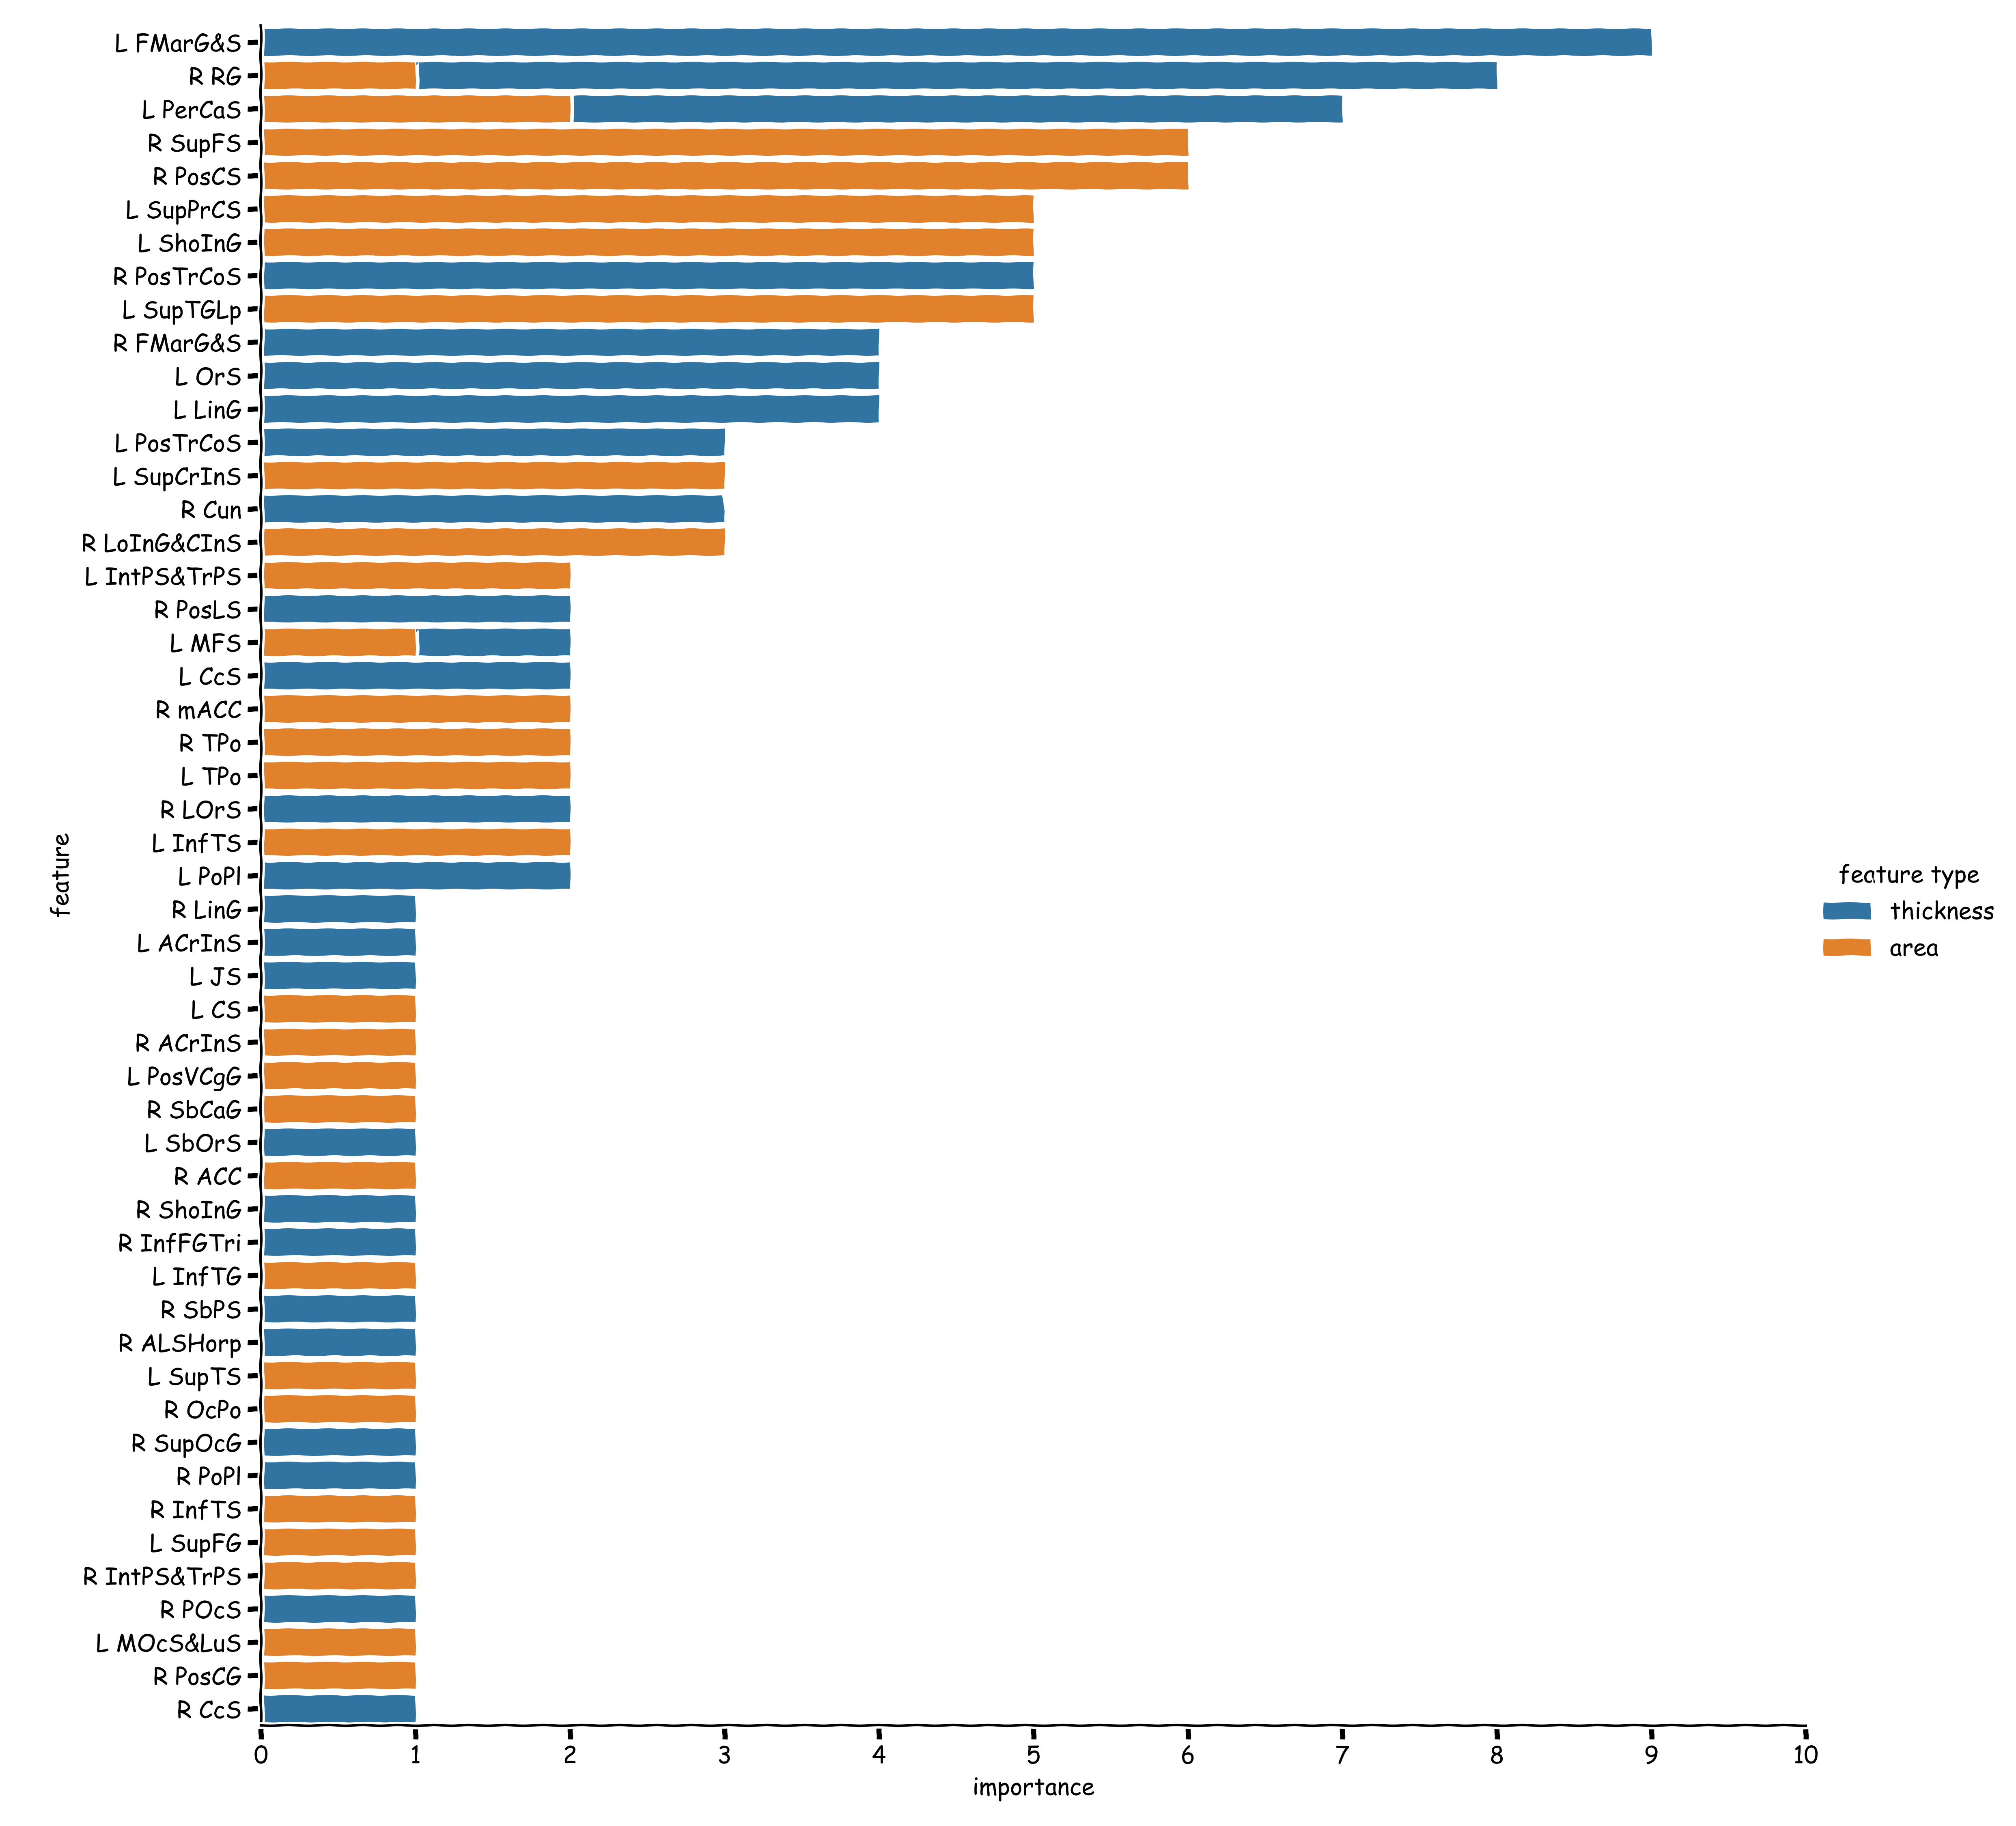 L FMarG&S
R RG
L PerCaS
R SupFS
R PosCS
L SupPrCS
L ShoInG
R PosTrCoS
L SupTGLp
R FMarG&S
L OrS
L LinG
L PosTrCoS
L SupCrInS
R Cun
R LoInG&CInS
L IntPS&TrPS
R PosLS
L MFS
L CcS
R mACC
R TPo
L TPo
R LOrS
L InfTS
L PoPl
R LinG
L ACrInS
L JS
L CS
R ACrInS
L PosVCgG
R SbCaG
L SbOrS
R ACC
R ShoInG
R InfFGTri
L InfTG
R SbPS
R ALSHorp
L SupTS
R OcPo
R SupOcG
R PoPl
R InfTS
L SupFG
R IntPS&TrPS
R POcS
L MOcS&LuS
R PosCG
R CcS
feature
0 1 2 3 4 5 6 7 8 9 10
importance
feature type
thickness
area